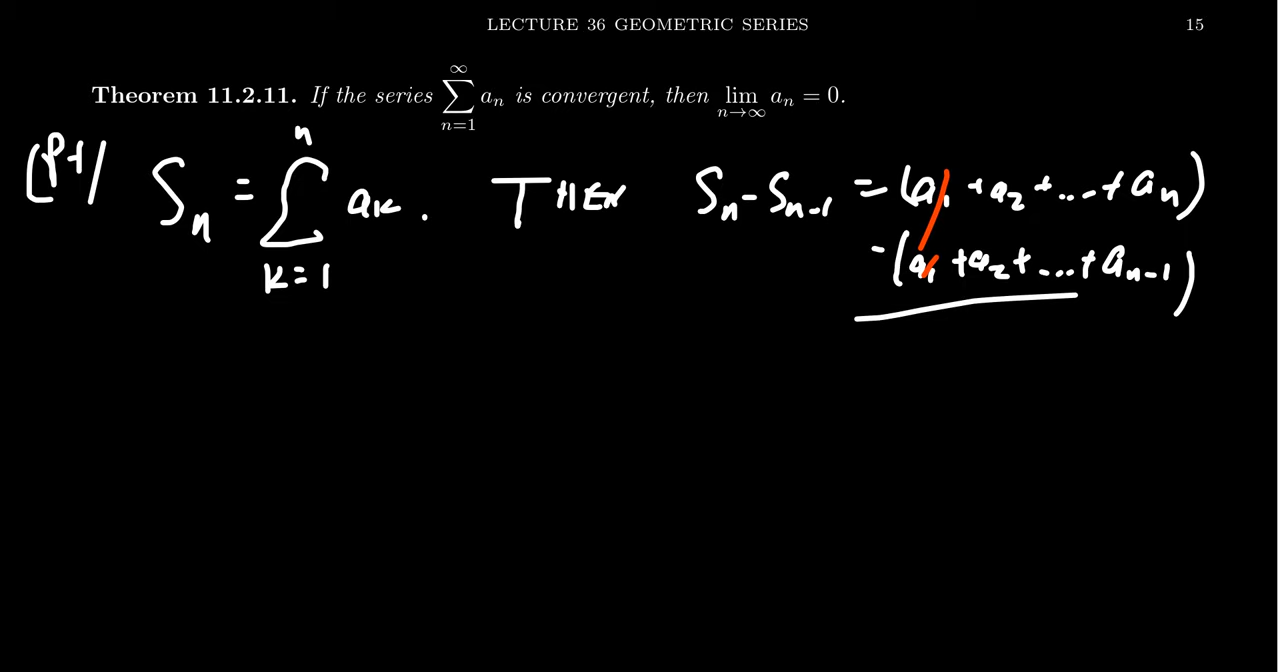 LECTURE 36 GEOMETRIC SERIES 15
Theorem 11.2.11. If the series ∑_{n=1}^{∞} a_n is convergent, then lim_{n→∞} a_n = 0.
(Pf) S_n = ∑_{k=1}^{n} a_k. THEN S_n - S_{n-1} = (a_1 + a_2 + ... + a_n)
-(a_1 + a_2 + ... + a_{n-1})